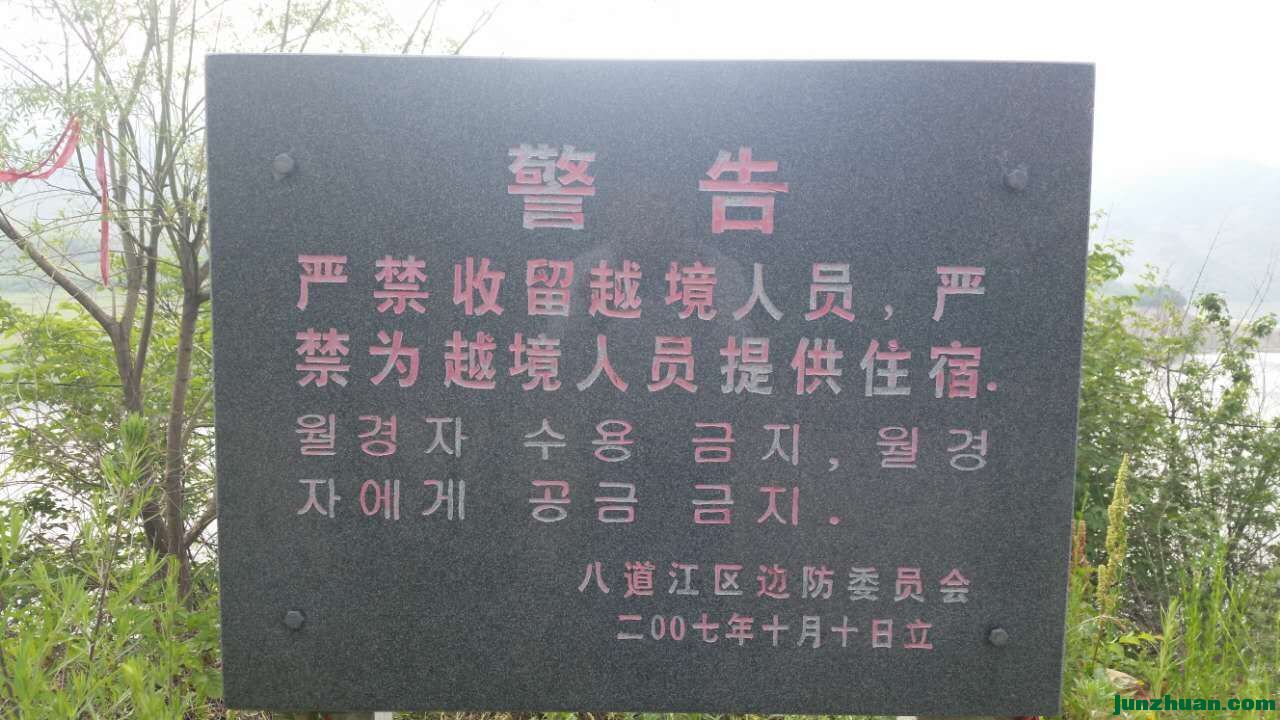 警告
严禁收留越境人员,严
禁为越境人员提供住宿.
월경자 수용 금지,월경
자에게 공금 금지.
八道江区边防委员会
二00七年十月十日立
junzhuan.com